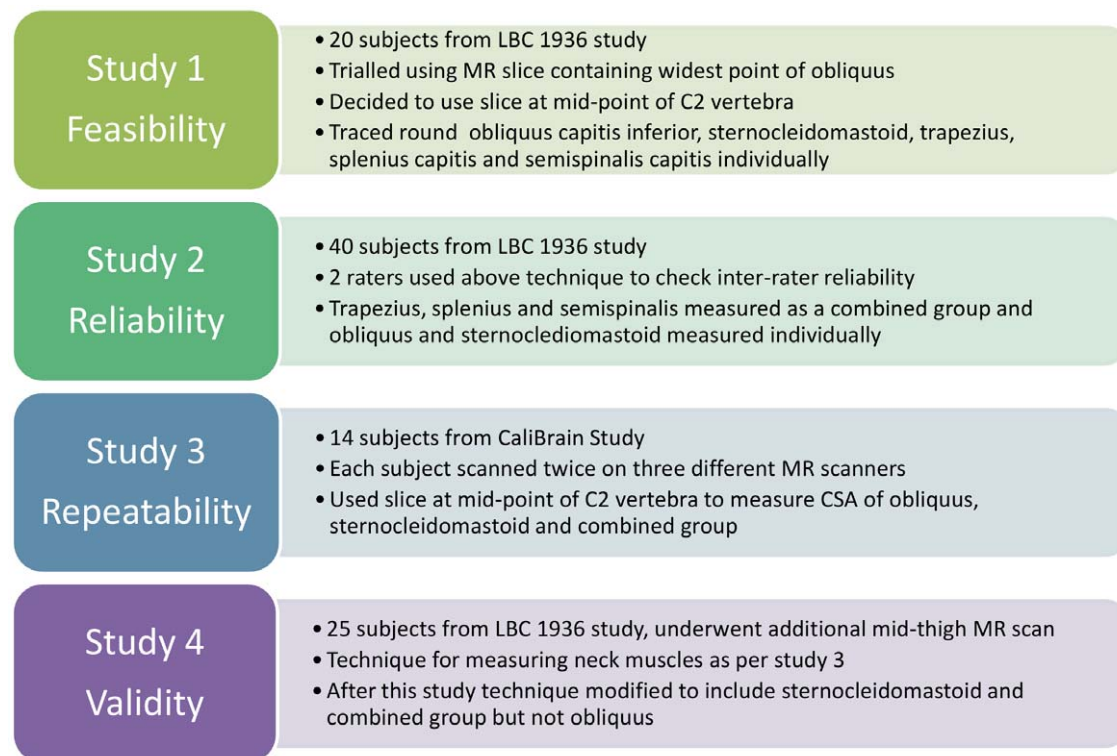 Study 1
Feasibility
• 20 subjects from LBC 1936 study
• Trialled using MR slice containing widest point of obliquus
• Decided to use slice at mid-point of C2 vertebra
• Traced round obliquus capitis inferior, sternocleidomastoid, trapezius,
splenius capitis and semispinalis capitis individually
Study 2
Reliability
• 40 subjects from LBC 1936 study
• 2 raters used above technique to check inter-rater reliability
• Trapezius, splenius and semispinalis measured as a combined group and
obliquus and sternoclediomastoid measured individually
Study 3
Repeatability
• 14 subjects from CaliBrain Study
• Each subject scanned twice on three different MR scanners
• Used slice at mid-point of C2 vertebra to measure CSA of obliquus,
sternocleidomastoid and combined group
Study 4
Validity
• 25 subjects from LBC 1936 study, underwent additional mid-thigh MR scan
• Technique for measuring neck muscles as per study 3
• After this study technique modified to include sternocleidomastoid and
combined group but not obliquus